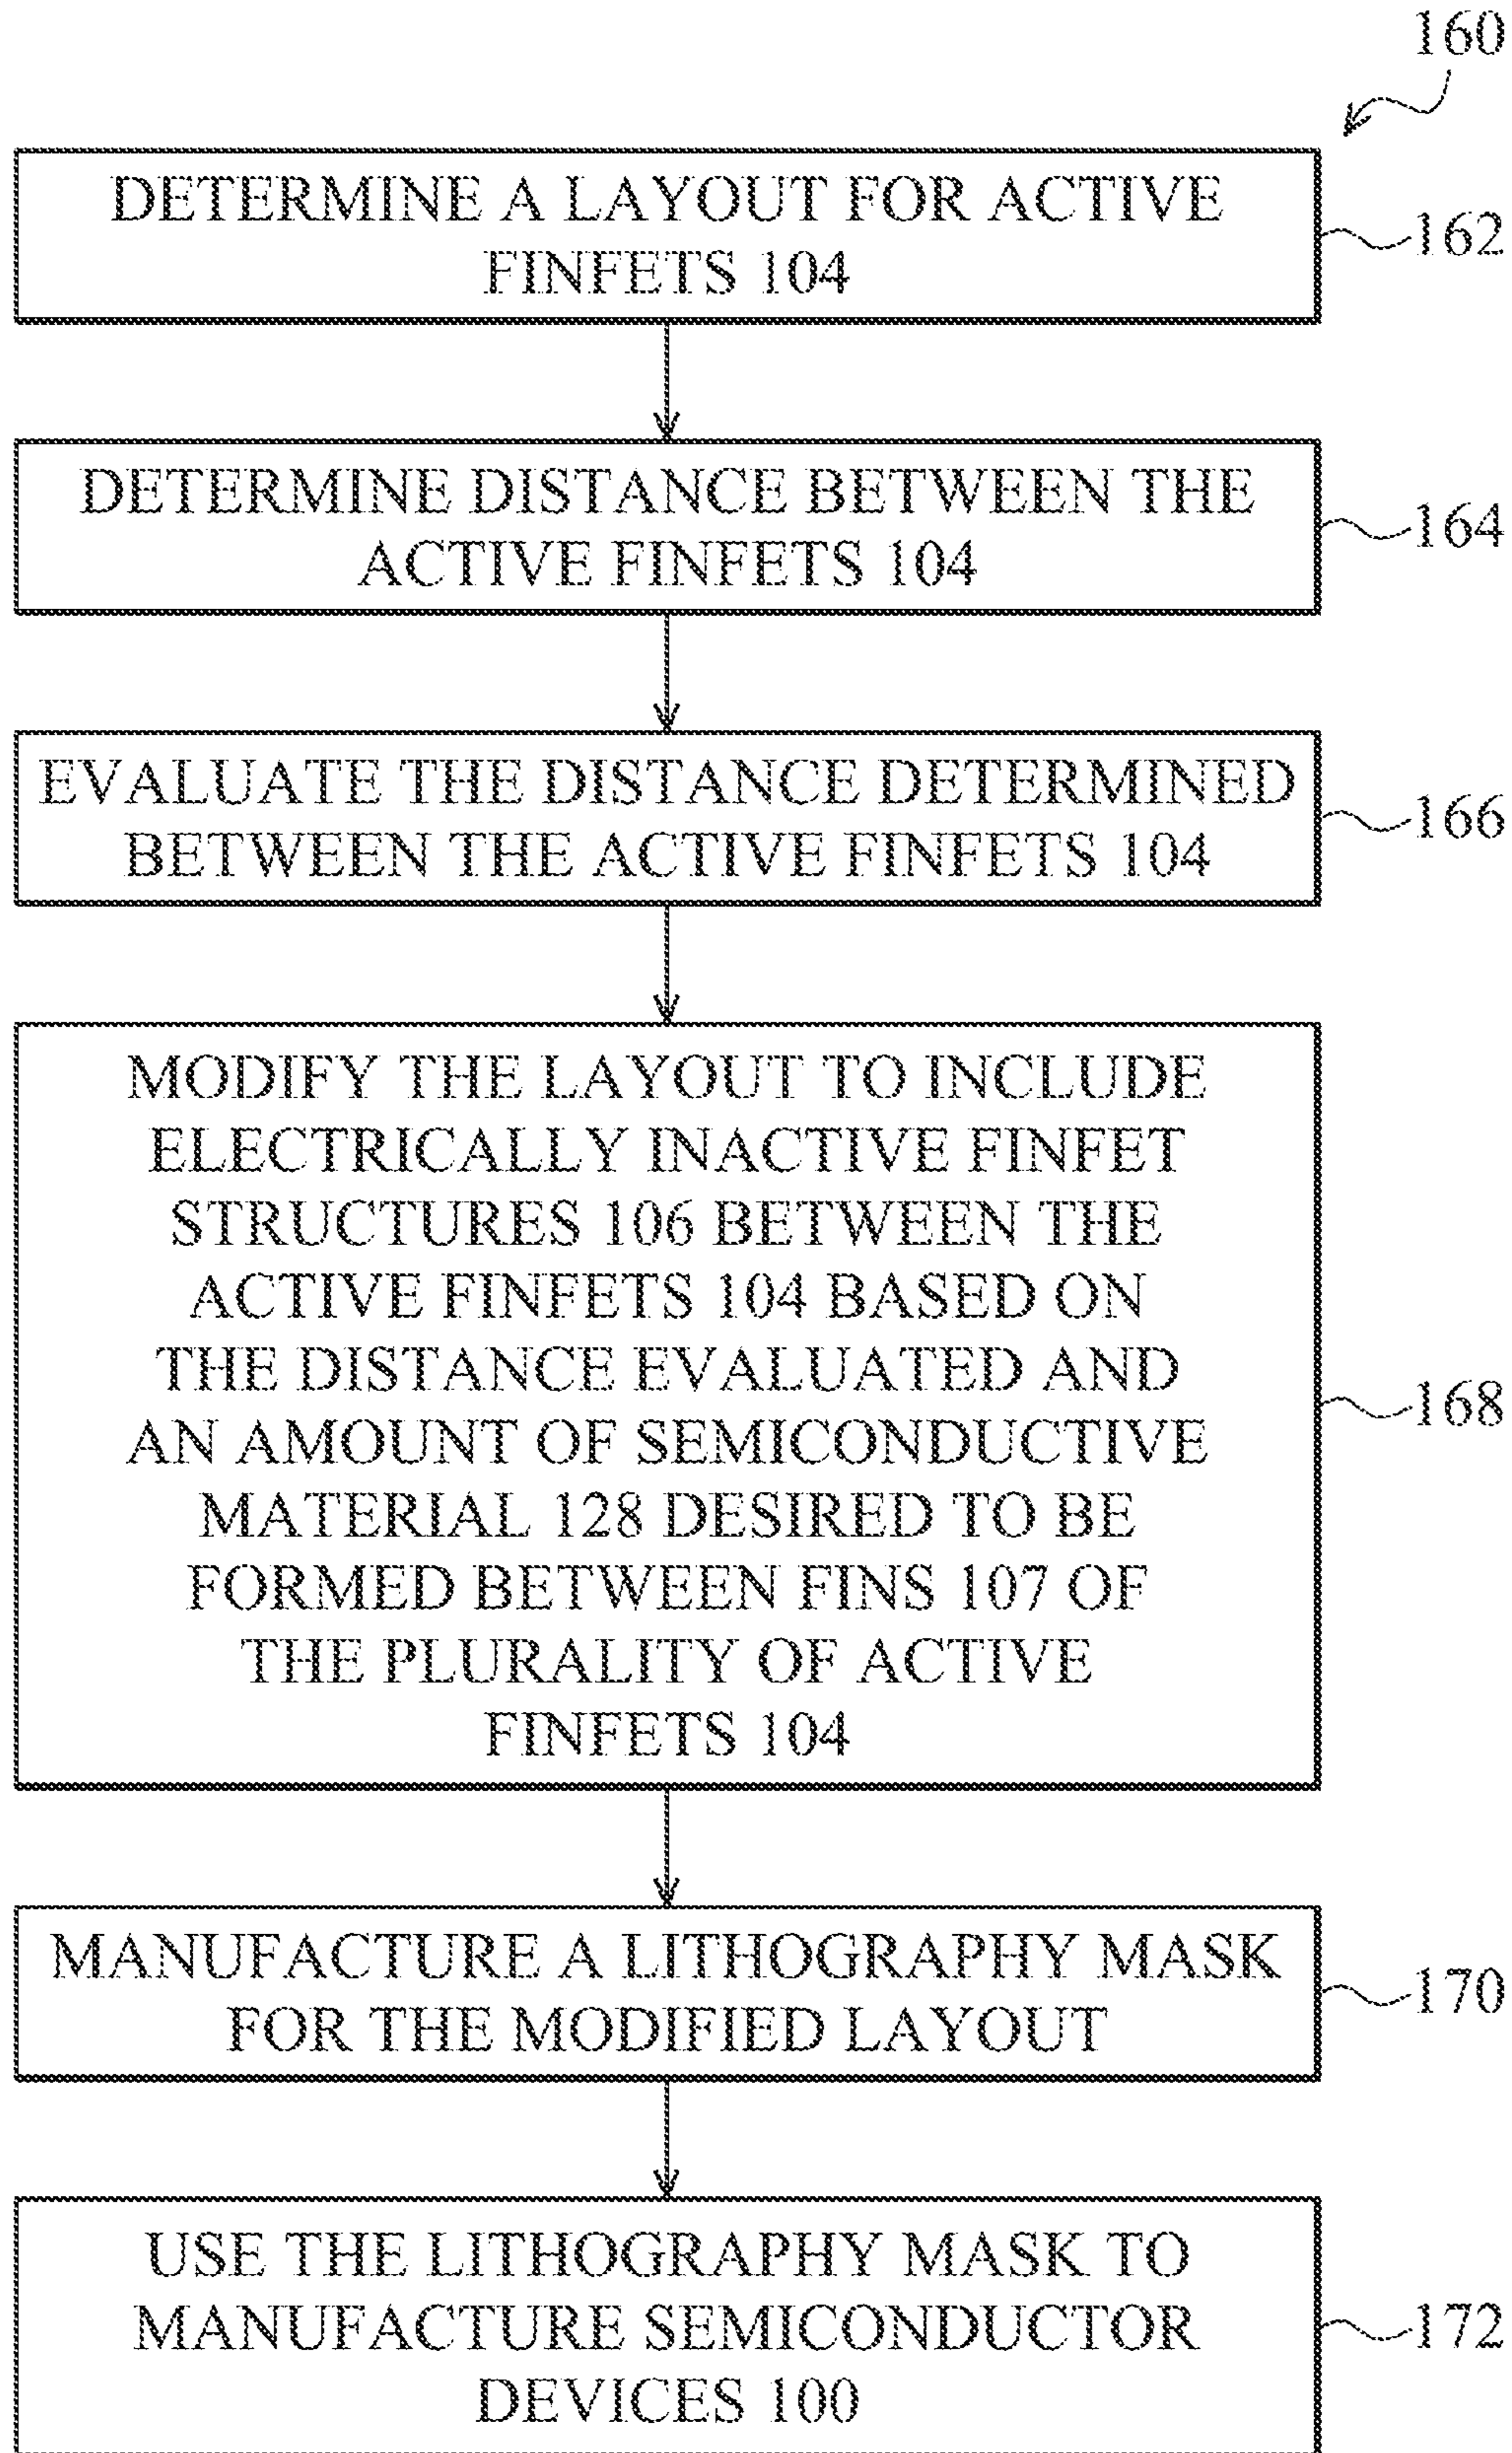 160
DETERMINE A LAYOUT FOR ACTIVE
FINFETS 104
162
DETERMINE DISTANCE BETWEEN THE
ACTIVE FINFETS 104
164
EVALUATE THE DISTANCE DETERMINED
BETWEEN THE ACTIVE FINFETS 104
166
MODIFY THE LAYOUT TO INCLUDE
ELECTRICALLY INACTIVE FINFET
STRUCTURES 106 BETWEEN THE
ACTIVE FINFETS 104 BASED ON
THE DISTANCE EVALUATED AND
AN AMOUNT OF SEMICONDUCTIVE
MATERIAL 128 DESIRED TO BE
FORMED BETWEEN FINS 107 OF
THE PLURALITY OF ACTIVE
FINFETS 104
168
MANUFACTURE A LITHOGRAPHY MASK
FOR THE MODIFIED LAYOUT
170
USE THE LITHOGRAPHY MASK TO
MANUFACTURE SEMICONDUCTOR
DEVICES 100
172